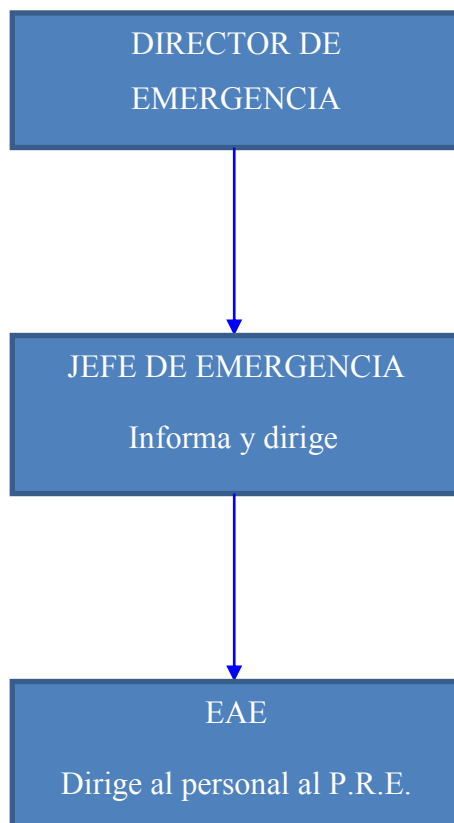 DIRECTOR DE
EMERGENCIA
JEFE DE EMERGENCIA
Informa y dirige
EAE
Dirige al personal al P.R.E.